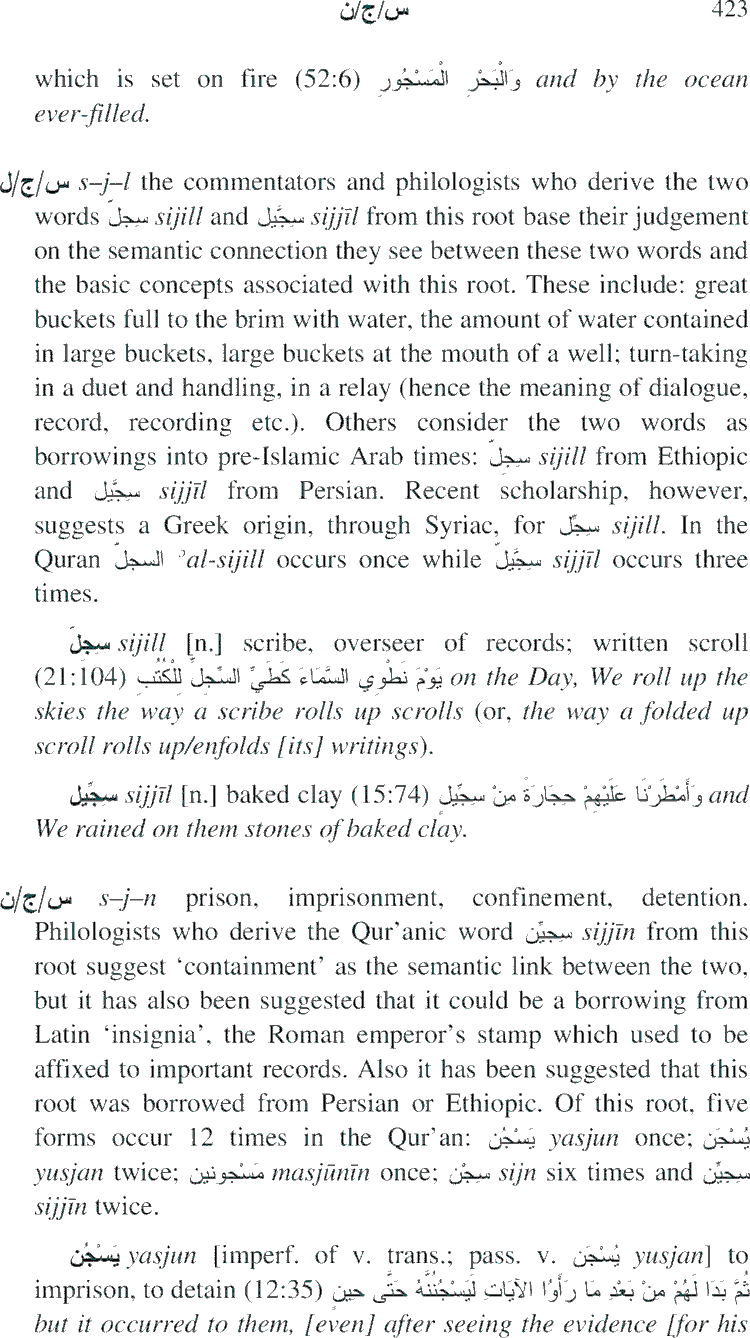 س/ج/ن 423
which is set on fire (52:6) وَالْبَحْرِ الْمَسْجُورِ and by the ocean
ever-filled.
س/ج/ل s–j–l the commentators and philologists who derive the two
words سجلّ sijill and سِجَّيل sijjīl from this root base their judgement
on the semantic connection they see between these two words and
the basic concepts associated with this root. These include: great
buckets full to the brim with water, the amount of water contained
in large buckets, large buckets at the mouth of a well; turn-taking
in a duet and handling, in a relay (hence the meaning of dialogue,
record, recording etc.). Others consider the two words as
borrowings into pre-Islamic Arab times: سِجِلّ sijill from Ethiopic
and سِجَّيل sijjīl from Persian. Recent scholarship, however,
suggests a Greek origin, through Syriac, for سِجِلّ sijill. In the
Quran السجلّ ʾal-sijill occurs once while سِجَّيل sijjīl occurs three
times.
سِجِلّ sijill [n.] scribe, overseer of records; written scroll
(21:104) يَوْمَ نَطْوِي السَّمَاءَ كَطَيِّ السِّجِلِّ لِلْكُتُبِ on the Day, We roll up the
skies the way a scribe rolls up scrolls (or, the way a folded up
scroll rolls up/enfolds [its] writings).
سِجِّيل sijjīl [n.] baked clay (15:74) وَأَمْطَرْنَا عَلَيْهِمْ حِجَارَةً مِنْ سِجِّيلٍ and
We rained on them stones of baked clay.
س/ج/ن s–j–n prison, imprisonment, confinement, detention.
Philologists who derive the Qur’anic word سِجِيِّن sijjīn from this
root suggest ‘containment’ as the semantic link between the two,
but it has also been suggested that it could be a borrowing from
Latin ‘insignia’, the Roman emperor’s stamp which used to be
affixed to important records. Also it has been suggested that this
root was borrowed from Persian or Ethiopic. Of this root, five
forms occur 12 times in the Qur’an: يَسْجُن yasjun once; يُسْجَن
yusjan twice; مَسْجونين masjūnīn once; سِجْن sijn six times and سِجيِّن
sijjīn twice.
يَسْجُن yasjun [imperf. of v. trans.; pass. v. يُسْجَن yusjan] to
imprison, to detain (12:35) ثُمَّ بَدَا لَهُمْ مِنْ بَعْدِ مَا رَأَوُا الآيَاتِ لَيَسْجُنُنَّهُ حَتَّى حِينٍ
but it occurred to them, [even] after seeing the evidence [for his